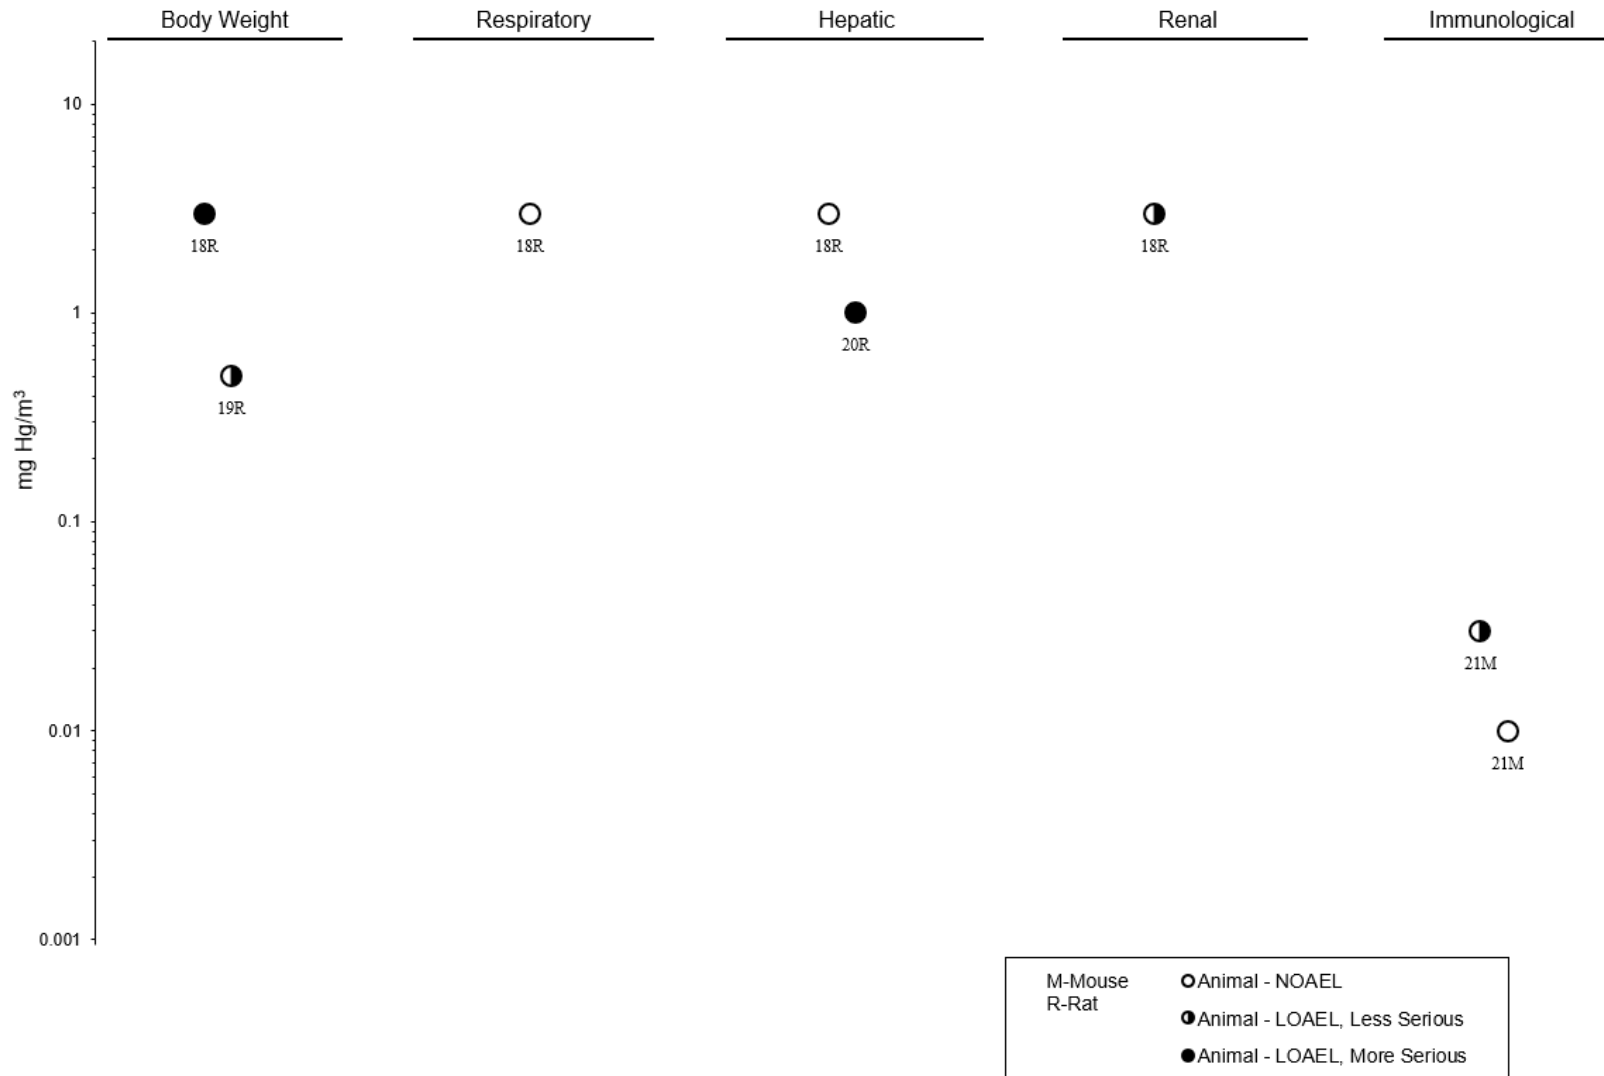 Body Weight Respiratory Hepatic Renal Immunological
10
18R 18R 18R 18R
1
20R
19R
mg Hg/m³
0.1
21M
0.01
21M
0.001
M-Mouse Animal - NOAEL
R-Rat
Animal - LOAEL, Less Serious
Animal - LOAEL, More Serious